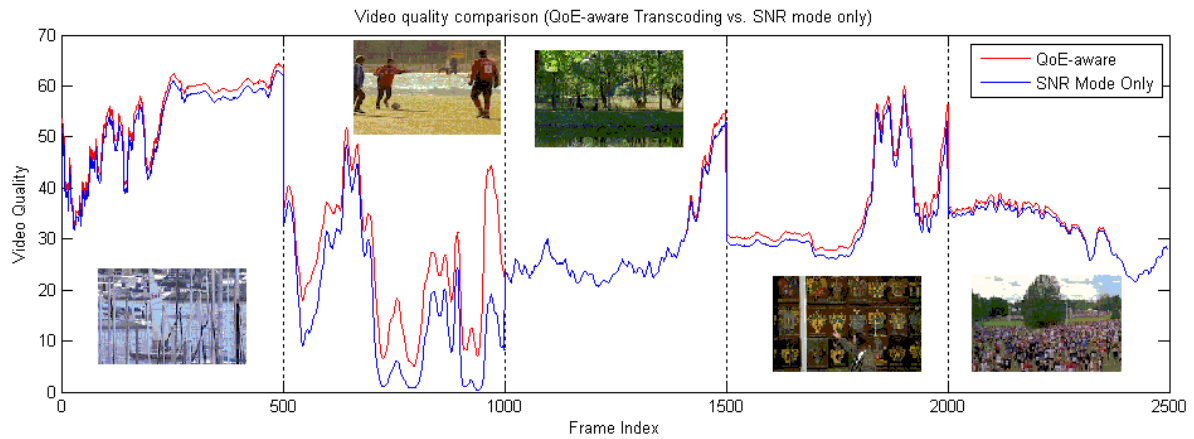 Video quality comparison (QoE-aware Transcoding vs. SNR mode only)
70
60
50
40
30
20
10
0
Video Quality
QoE-aware
SNR Mode Only
0
500
1000
1500
2000
2500
Frame Index